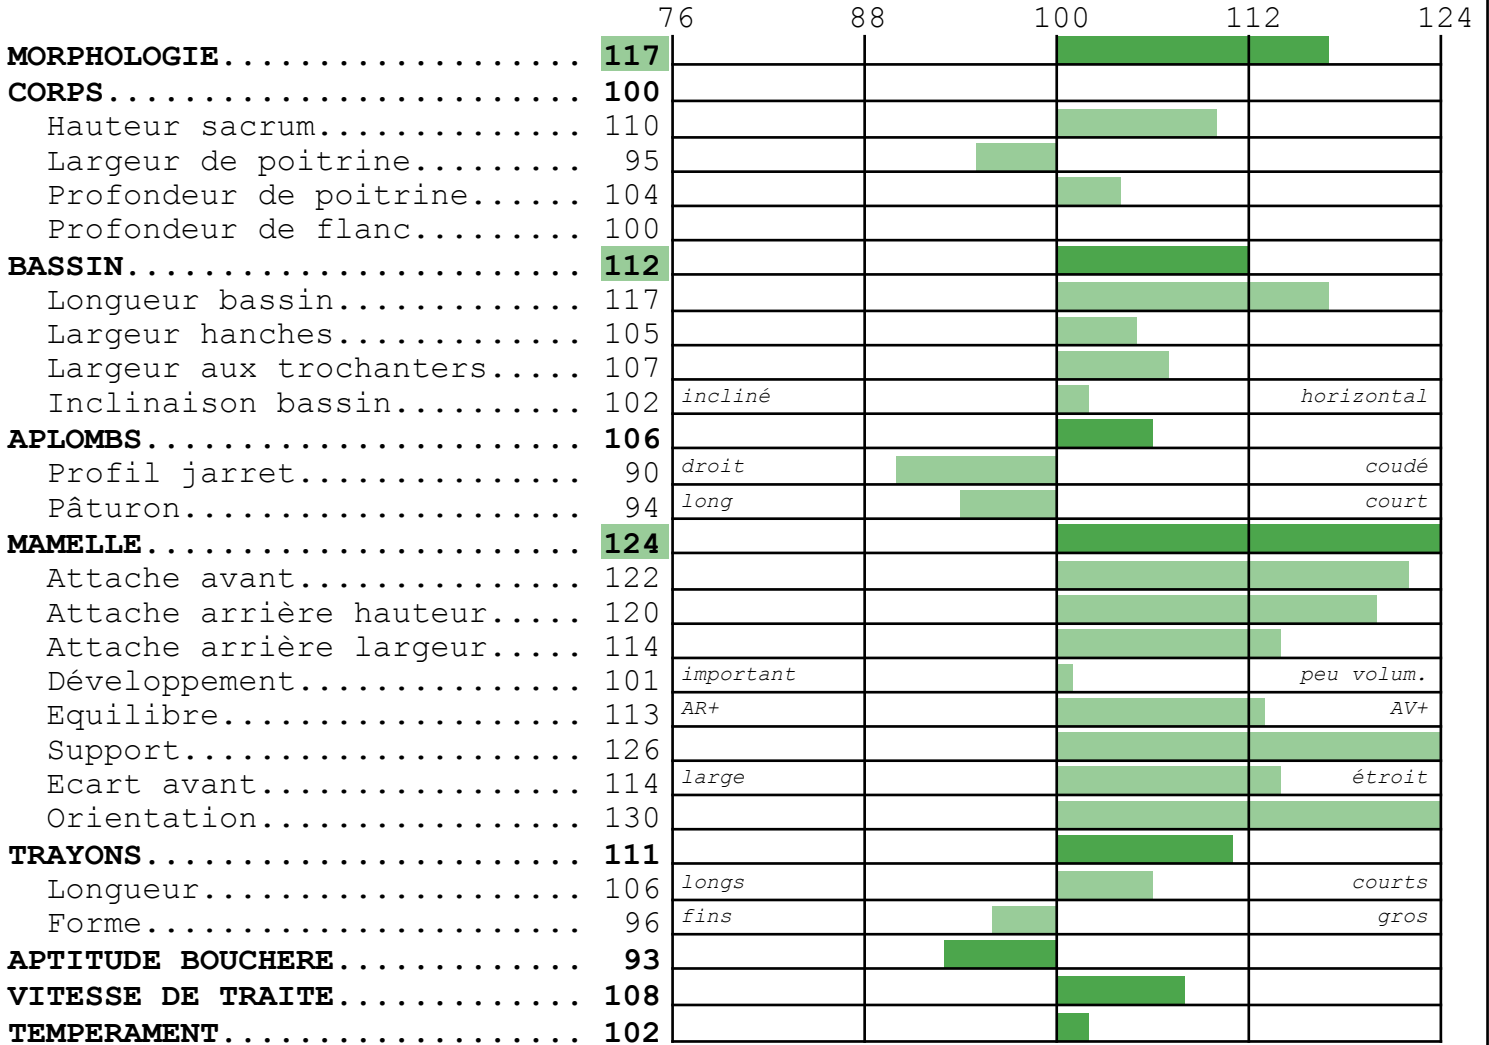 76 88 100 112 124
MORPHOLOGIE................... 117
CORPS......................... 100
Hauteur sacrum.............. 110
Largeur de poitrine......... 95
Profondeur de poitrine...... 104
Profondeur de flanc......... 100
BASSIN........................ 112
Longueur bassin............. 117
Largeur hanches............. 105
Largeur aux trochanters..... 107
Inclinaison bassin.......... 102 incliné horizontal
APLOMBS....................... 106
Profil jarret............... 90 droit coudé
Pâturon..................... 94 long court
MAMELLE....................... 124
Attache avant............... 122
Attache arrière hauteur..... 120
Attache arrière largeur..... 114
Développement............... 101 important peu volum.
Equilibre................... 113 AR+ AV+
Support..................... 126
Ecart avant................. 114 large étroit
Orientation................. 130
TRAYONS....................... 111
Longueur.................... 106 longs courts
Forme....................... 96 fins gros
APTITUDE BOUCHERE............. 93
VITESSE DE TRAITE............. 108
TEMPERAMENT................... 102